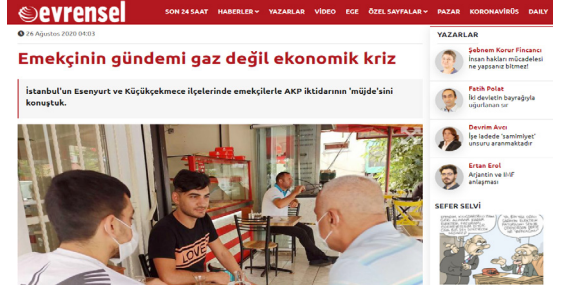 evrensel
SON 24 SAAT HABERLER YAZARLAR VİDEO EGE ÖZEL SAYFALAR PAZAR KORONAVİRÜS DAILY
26 Ağustos 2020 04:03
Emekçinin gündemi gaz değil ekonomik kriz
İstanbul'un Esenyurt ve Küçükçekmece ilçelerinde emekçilerle AKP iktidarının 'müjde'sini
konuştuk.
LOVE
YAZARLAR
Şebnem Korur Fincancı
İnsan hakları mücadelesi
ne yapsanız bitmez!
Fatih Polat
İki devletin bayrağıyla
uğurlanan sır
Devrim Avcı
İşe iadede 'samimiyet'
unsuru aranmaktadır
Ertan Erol
Arjantin ve IMF
anlaşması
SEFER SELVİ